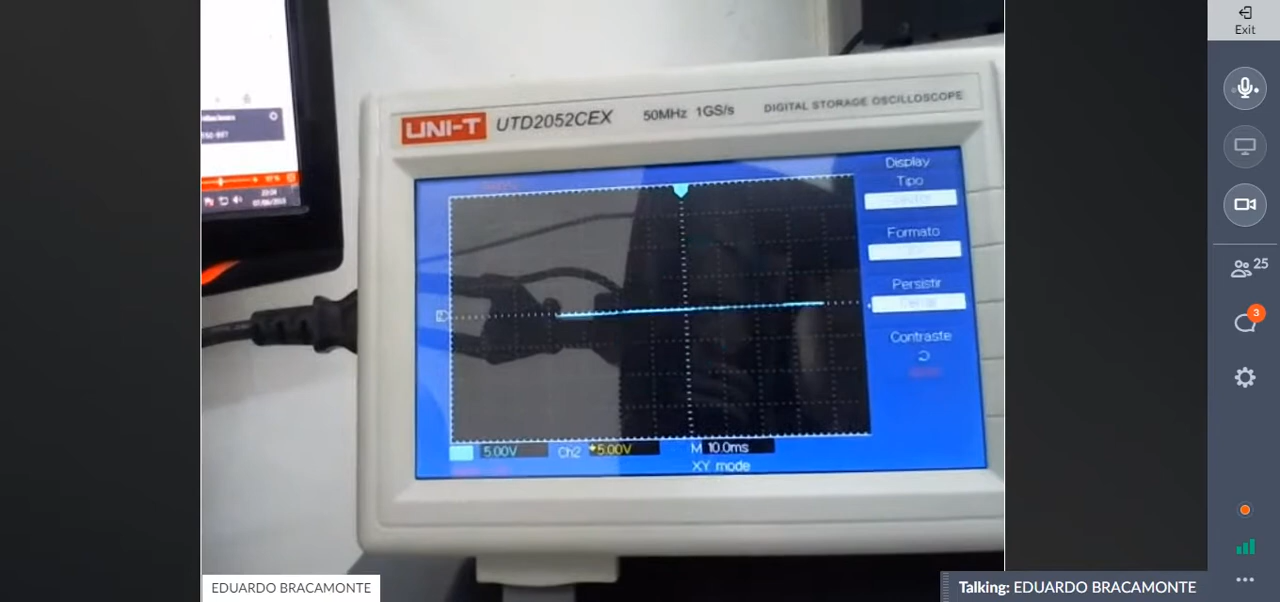 Exit
UNI-T UTD2052CEX 50MHz 1GS/s DIGITAL STORAGE OSCILLOSCOPE
Display
Tipo
Formato
25
Persistir
3
Contraste
5.00V Ch2 5.00V M 10.0ms
XY mode
EDUARDO BRACAMONTE
Talking: EDUARDO BRACAMONTE